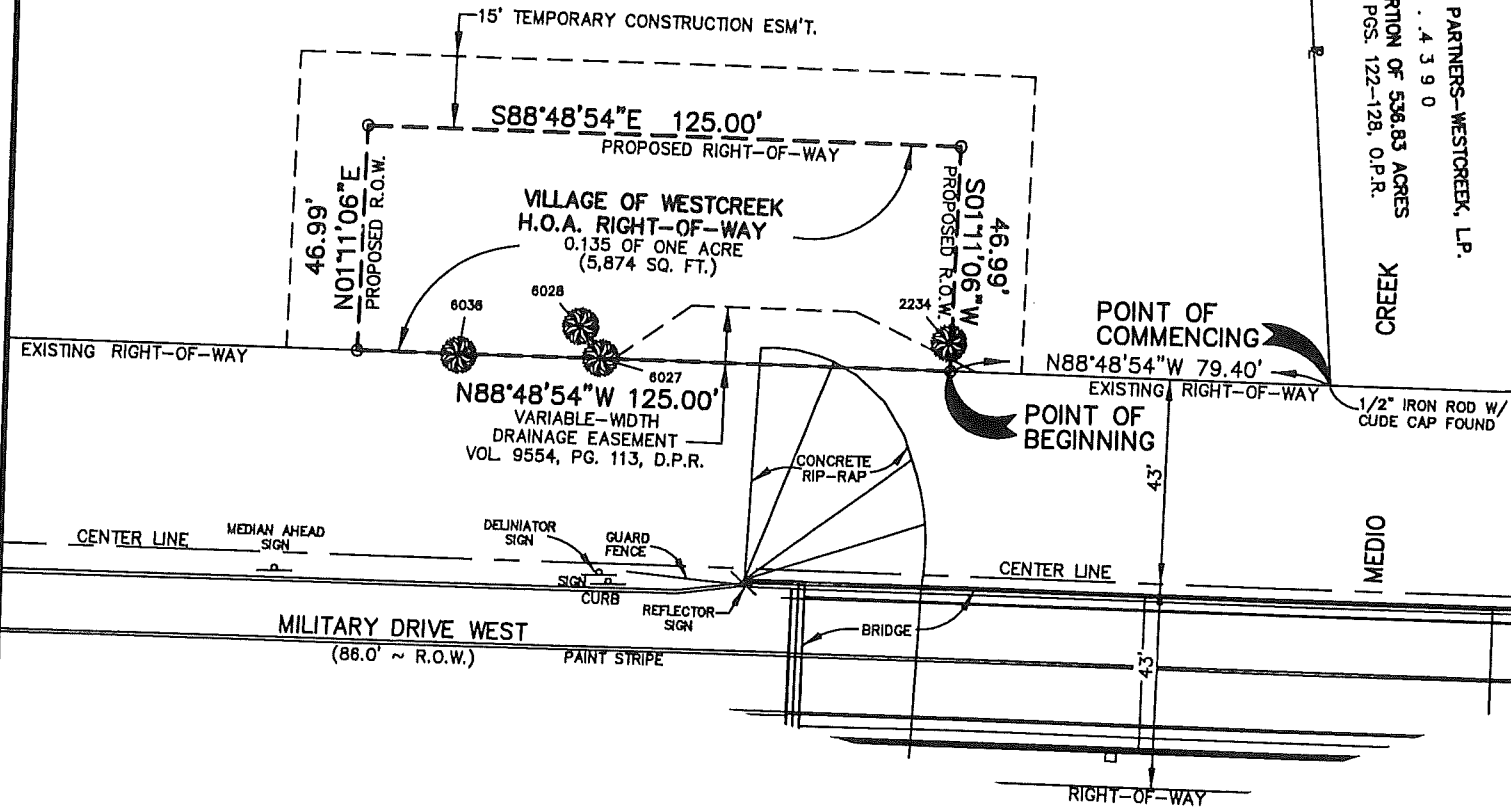 15' TEMPORARY CONSTRUCTION ESM'T.
PARTNERS-WESTCREEK, L.P.
4390
RTION OF 536.83 ACRES
PGS. 122-128, O.P.R.
PL
S88°48'54"E 125.00'
PROPOSED RIGHT-OF-WAY
46.99'
N01°11'06"E
PROPOSED R.O.W.
VILLAGE OF WESTCREEK
H.O.A. RIGHT-OF-WAY
0.135 OF ONE ACRE
(5,874 SQ. FT.)
46.99'
S01°11'06"W
PROPOSED R.O.W.
6036
6028
6027
2234
POINT OF
COMMENCING
CREEK
EXISTING RIGHT-OF-WAY
N88°48'54"W 79.40'
EXISTING RIGHT-OF-WAY
1/2" IRON ROD W/
CUDE CAP FOUND
N88°48'54"W 125.00'
VARIABLE-WIDTH
DRAINAGE EASEMENT
VOL. 9554, PG. 113, D.P.R.
POINT OF
BEGINNING
CONCRETE
RIP-RAP
43'
CENTER LINE
MEDIAN AHEAD
SIGN
DELINIATOR
SIGN
GUARD
FENCE
SIGN
CURB
CENTER LINE
MEDIO
REFLECTOR
SIGN
BRIDGE
MILITARY DRIVE WEST
(86.0' ~ R.O.W.)
PAINT STRIPE
43'
RIGHT-OF-WAY